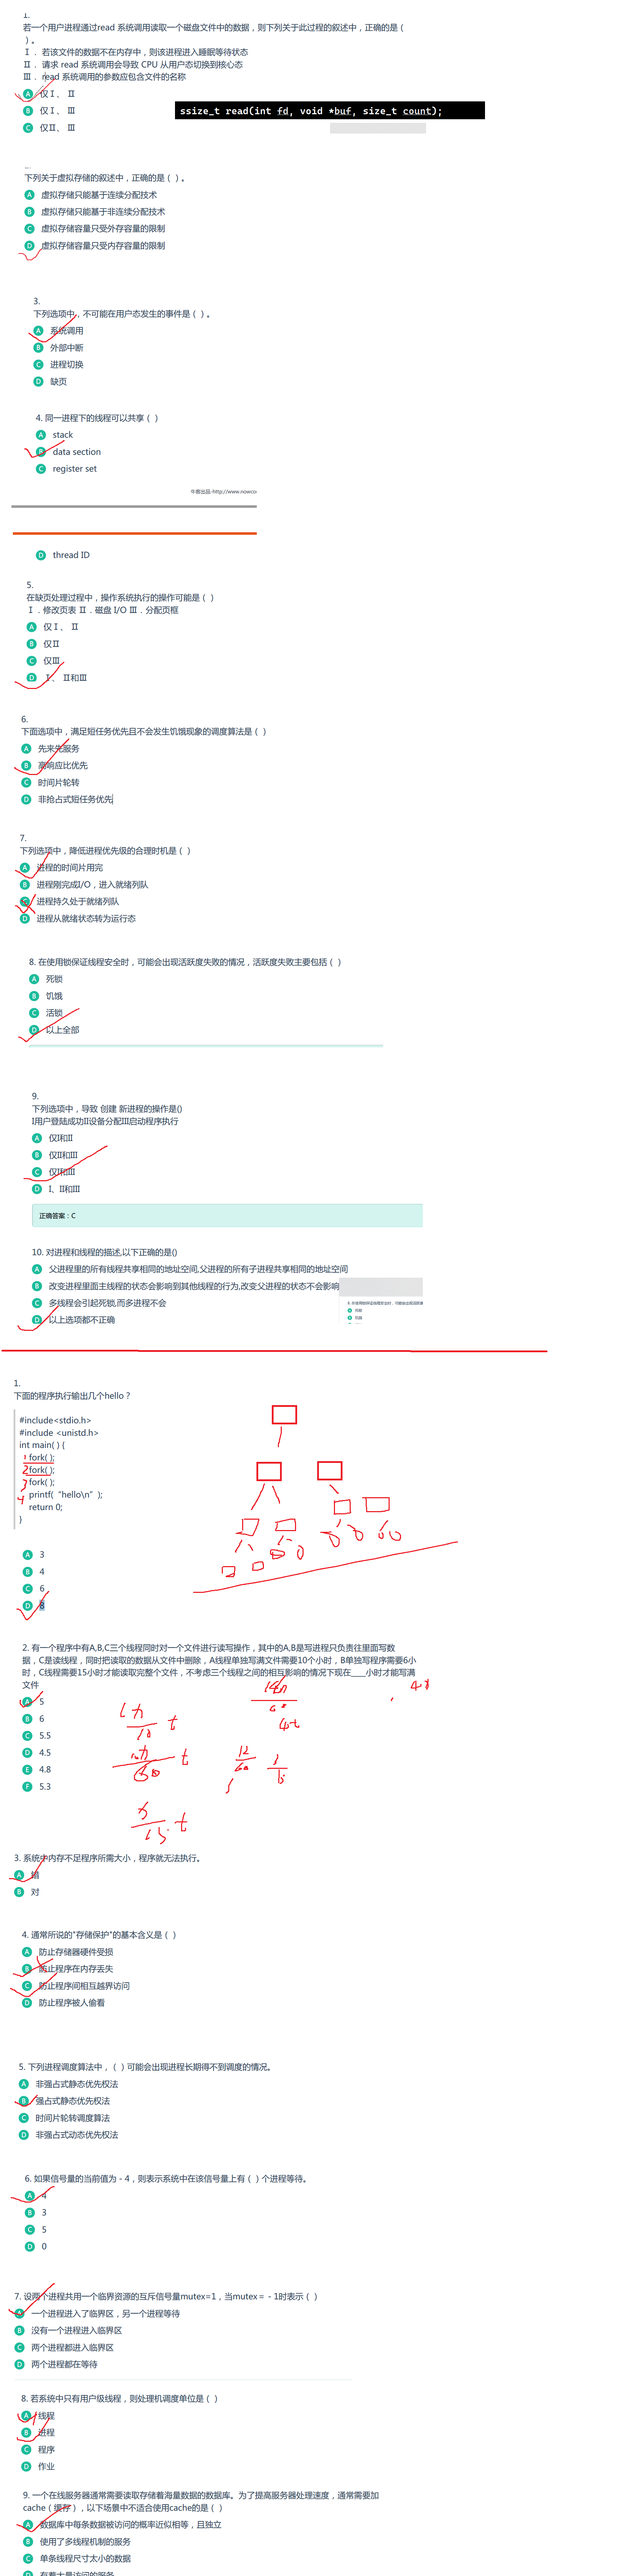 1.
若一个用户进程通过read 系统调用读取一个磁盘文件中的数据，则下列关于此过程的叙述中，正确的是（
）。
Ⅰ． 若该文件的数据不在内存中，则该进程进入睡眠等待状态
Ⅱ． 请求 read 系统调用会导致 CPU 从用户态切换到核心态
Ⅲ． read 系统调用的参数应包含文件的名称
A 仅Ⅰ、 Ⅱ
B 仅Ⅰ、 Ⅲ
C 仅Ⅱ、 Ⅲ
ssize_t read(int fd, void *buf, size_t count);
下列关于虚拟存储的叙述中，正确的是（ ）。
A 虚拟存储只能基于连续分配技术
B 虚拟存储只能基于非连续分配技术
C 虚拟存储容量只受外存容量的限制
D 虚拟存储容量只受内存容量的限制
3.
下列选项中，不可能在用户态发生的事件是（ ）。
A 系统调用
B 外部中断
C 进程切换
D 缺页
4. 同一进程下的线程可以共享（ ）
A stack
B data section
C register set
牛客出品-http://www.nowco
D thread ID
5.
在缺页处理过程中，操作系统执行的操作可能是（ ）
Ⅰ．修改页表 Ⅱ．磁盘 I/O Ⅲ．分配页框
A 仅Ⅰ、 Ⅱ
B 仅Ⅱ
C 仅Ⅲ
D Ⅰ、 Ⅱ和Ⅲ
6.
下面选项中，满足短任务优先且不会发生饥饿现象的调度算法是（ ）
A 先来先服务
B 高响应比优先
C 时间片轮转
D 非抢占式短任务优先
7.
下列选项中，降低进程优先级的合理时机是（ ）
A 进程的时间片用完
B 进程刚完成I/O，进入就绪列队
C 进程持久处于就绪列队
D 进程从就绪状态转为运行态
8. 在使用锁保证线程安全时，可能会出现活跃度失败的情况，活跃度失败主要包括（ ）
A 死锁
B 饥饿
C 活锁
D 以上全部
9.
下列选项中，导致 创建 新进程的操作是()
I用户登陆成功II设备分配III启动程序执行
A 仅I和II
B 仅II和III
C 仅I和III
D I、II和III
正确答案：C
10. 对进程和线程的描述,以下正确的是()
A 父进程里的所有线程共享相同的地址空间,父进程的所有子进程共享相同的地址空间
B 改变进程里面主线程的状态会影响到其他线程的行为,改变父进程的状态不会影响
C 多线程会引起死锁,而多进程不会
D 以上选项都不正确
1.
下面的程序执行输出几个hello？
#include<stdio.h>
#include <unistd.h>
int main( ) {
1 fork( );
2 fork( );
3 fork( );
4 printf( “hello\n” );
return 0;
}
A 3
B 4
C 6
D 8
2. 有一个程序中有A,B,C三个线程同时对一个文件进行读写操作，其中的A,B是写进程只负责往里面写数
据，C是读线程，同时把读取的数据从文件中删除，A线程单独写满文件需要10个小时，B单独写程序需要6小
时，C线程需要15小时才能读取完整个文件，不考虑三个线程之间的相互影响的情况下现在____小时才能写满
文件
A 5
B 6
C 5.5
D 4.5
E 4.8
F 5.3
3. 系统中内存不足程序所需大小，程序就无法执行。
A 错
B 对
4. 通常所说的"存储保护"的基本含义是（ ）
A 防止存储器硬件受损
B 防止程序在内存丢失
C 防止程序间相互越界访问
D 防止程序被人偷看
5. 下列进程调度算法中，（ ）可能会出现进程长期得不到调度的情况。
A 非强占式静态优先权法
B 强占式静态优先权法
C 时间片轮转调度算法
D 非强占式动态优先权法
6. 如果信号量的当前值为－4，则表示系统中在该信号量上有（ ）个进程等待。
A 4
B 3
C 5
D 0
7. 设两个进程共用一个临界资源的互斥信号量mutex=1，当mutex＝－1时表示（ ）
A 一个进程进入了临界区，另一个进程等待
B 没有一个进程进入临界区
C 两个进程都进入临界区
D 两个进程都在等待
8. 若系统中只有用户级线程，则处理机调度单位是（ ）
A 线程
B 进程
C 程序
D 作业
9. 一个在线服务器通常需要读取存储着海量数据的数据库。为了提高服务器处理速度，通常需要加
cache（缓存），以下场景中不适合使用cache的是（ ）
A 数据库中每条数据被访问的概率近似相等，且独立
B 使用了多线程机制的服务
C 单条线程尺寸太小的数据
D 有着大量访问的服务